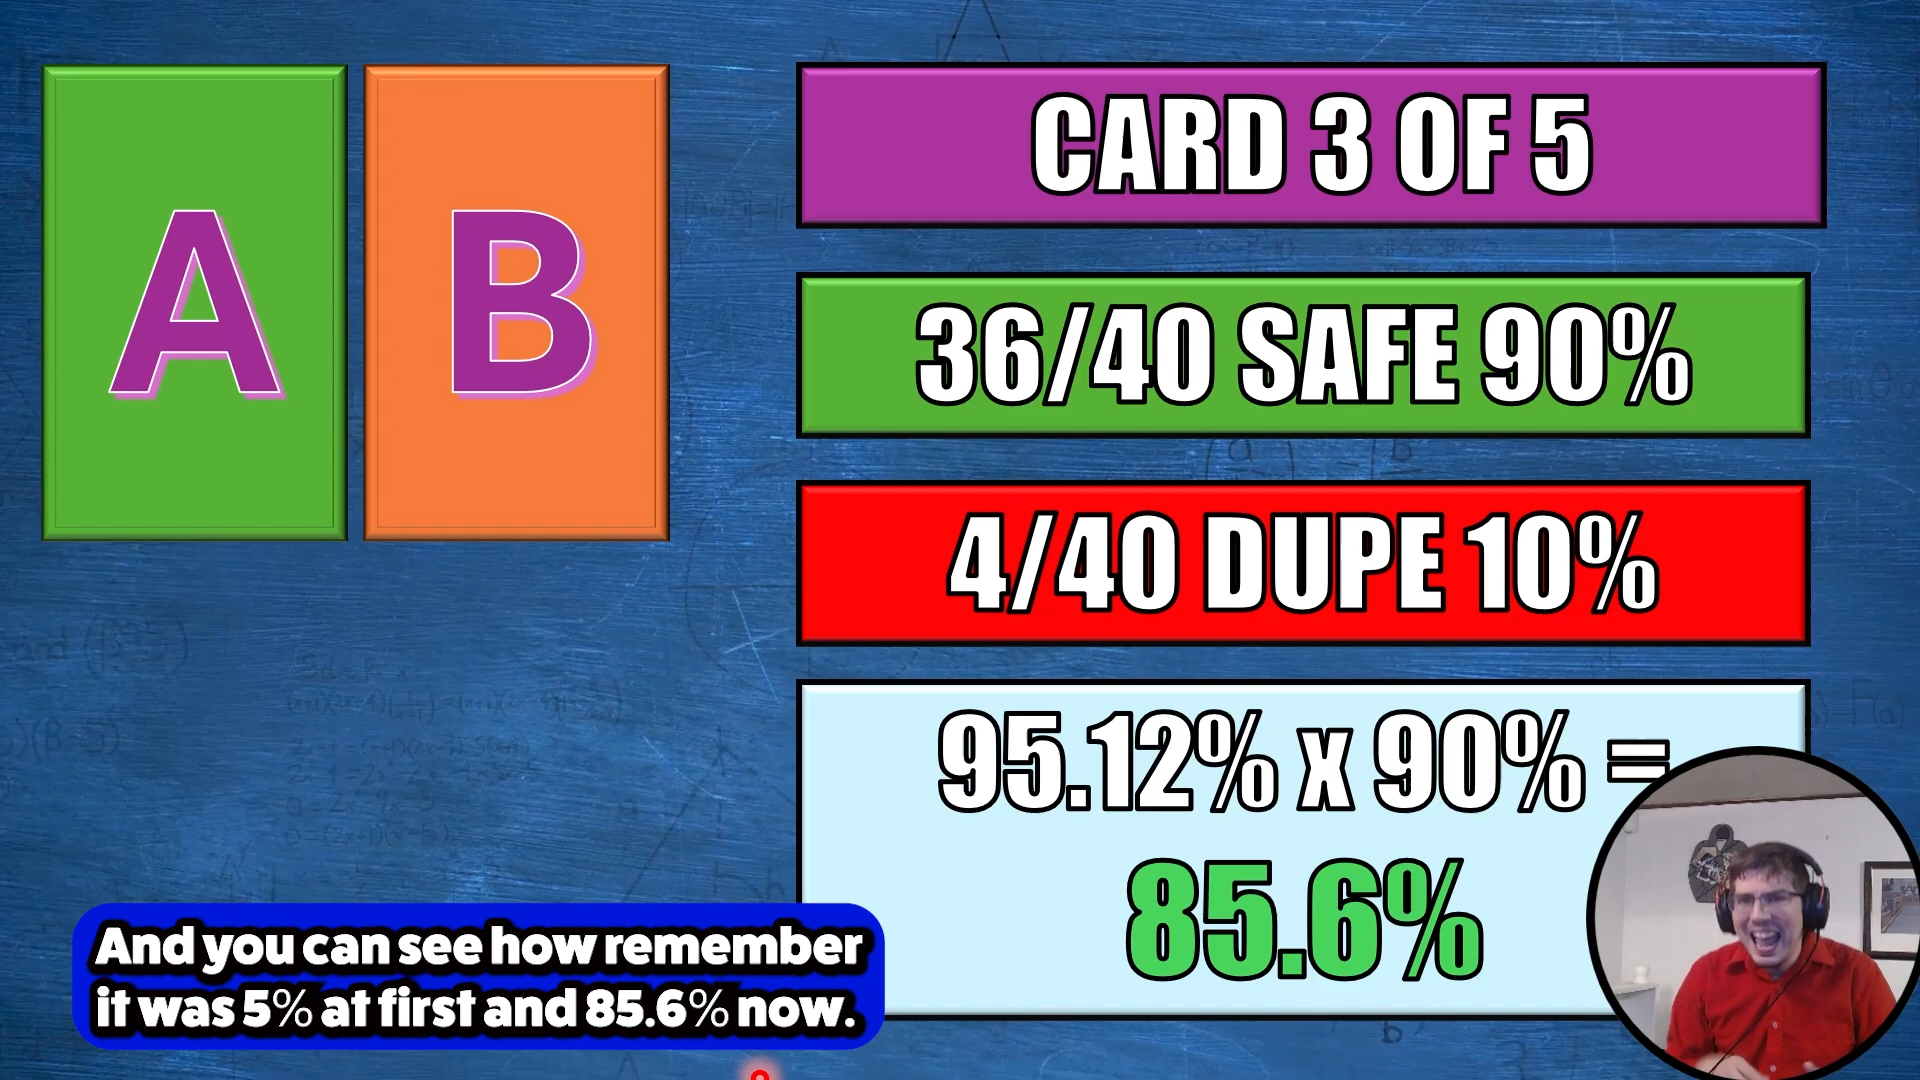 A
B
CARD 3 OF 5
36/40 SAFE 90%
4/40 DUPE 10%
95.12% x 90% =
85.6%
And you can see how remember
it was 5% at first and 85.6% now.